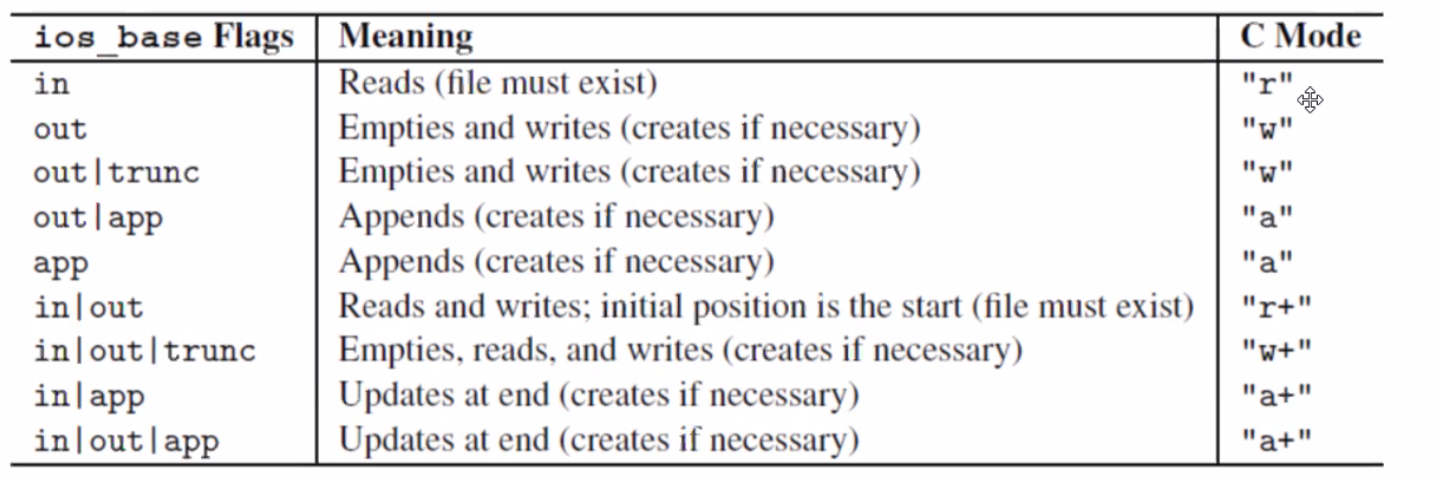 ios_base Flags Meaning C Mode
in Reads (file must exist) "r"
out Empties and writes (creates if necessary) "w"
out|trunc Empties and writes (creates if necessary) "w"
out|app Appends (creates if necessary) "a"
app Appends (creates if necessary) "a"
in|out Reads and writes; initial position is the start (file must exist) "r+"
in|out|trunc Empties, reads, and writes (creates if necessary) "w+"
in|app Updates at end (creates if necessary) "a+"
in|out|app Updates at end (creates if necessary) "a+"